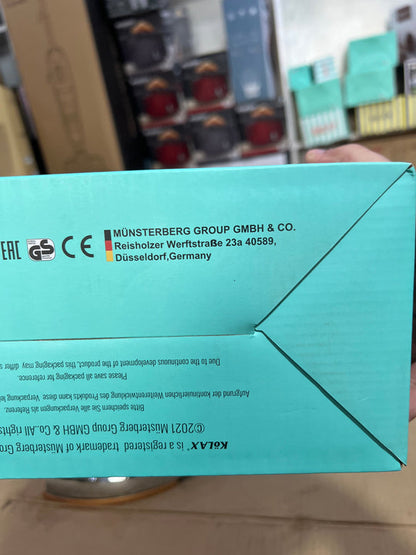 EAC GS CE
MÜNSTERBERG GROUP GMBH & CO.
Reisholzer Werftstraße 23a 40589,
Düsseldorf,Germany
KöLAX® is a registered trademark of Müsterberg Gro
©2021 Müsterberg Group GMBH & Co.All rights
Bitte speichern Sie alle Verpackungen als Referenz.
Aufgrund der kontinuierlichen Weiterentwicklung des Produkts kann diese Verpackung
Please save all packaging for reference.
Due to the continuous development of the product, this packaging may differ s